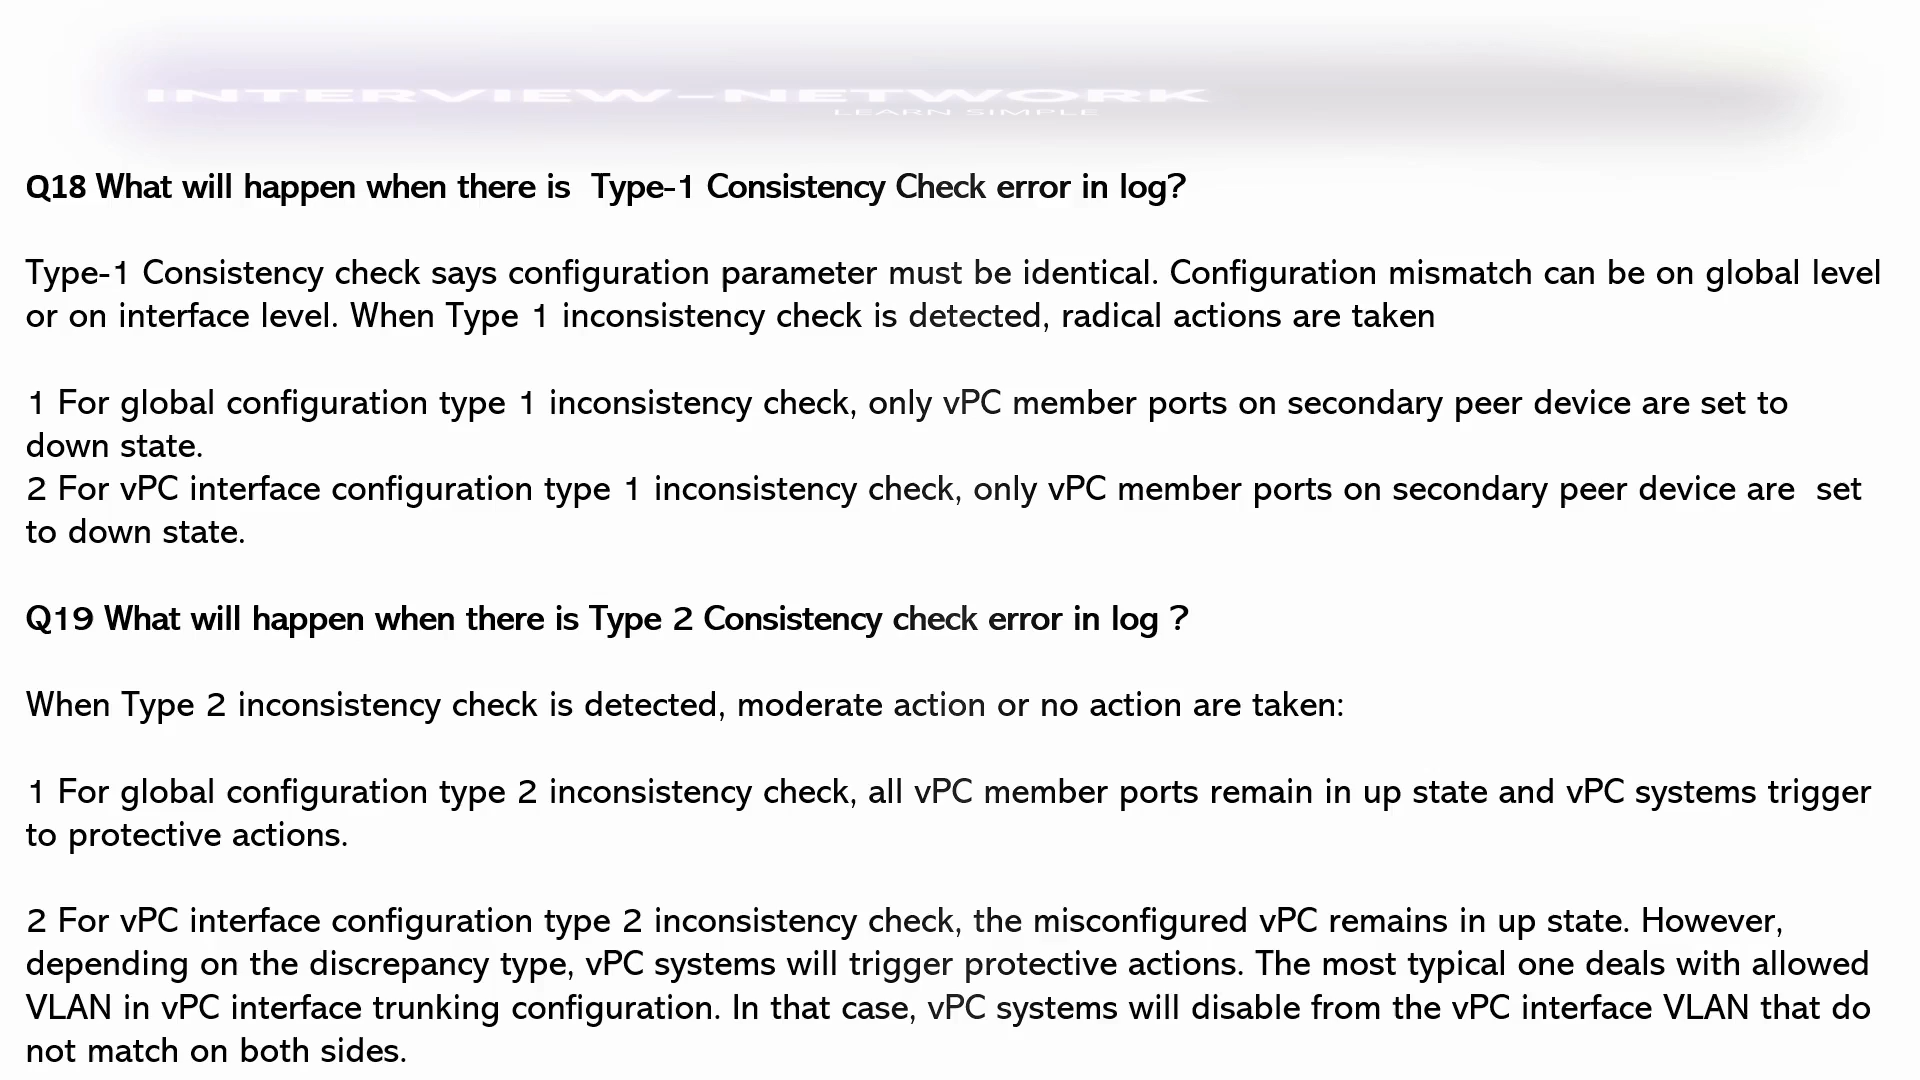 INTERVIEW-NETWORK
LEARN SIMPLE
Q18 What will happen when there is  Type-1 Consistency Check error in log?
Type-1 Consistency check says configuration parameter must be identical. Configuration mismatch can be on global level
or on interface level. When Type 1 inconsistency check is detected, radical actions are taken
1 For global configuration type 1 inconsistency check, only vPC member ports on secondary peer device are set to
down state.
2 For vPC interface configuration type 1 inconsistency check, only vPC member ports on secondary peer device are  set
to down state.
Q19 What will happen when there is Type 2 Consistency check error in log ?
When Type 2 inconsistency check is detected, moderate action or no action are taken:
1 For global configuration type 2 inconsistency check, all vPC member ports remain in up state and vPC systems trigger
to protective actions.
2 For vPC interface configuration type 2 inconsistency check, the misconfigured vPC remains in up state. However,
depending on the discrepancy type, vPC systems will trigger protective actions. The most typical one deals with allowed
VLAN in vPC interface trunking configuration. In that case, vPC systems will disable from the vPC interface VLAN that do
not match on both sides.